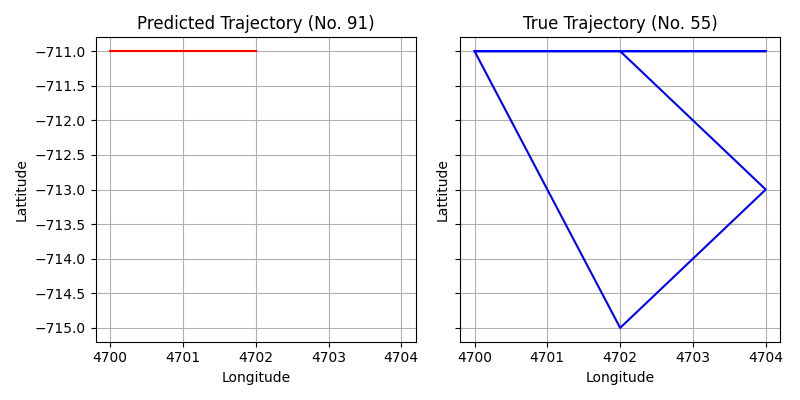 Predicted Trajectory (No. 91)
True Trajectory (No. 55)
−711.0
−711.5
−712.0
−712.5
−713.0
−713.5
−714.0
−714.5
−715.0
Lattitude
Lattitude
4700 4701 4702 4703 4704
4700 4701 4702 4703 4704
Longitude
Longitude